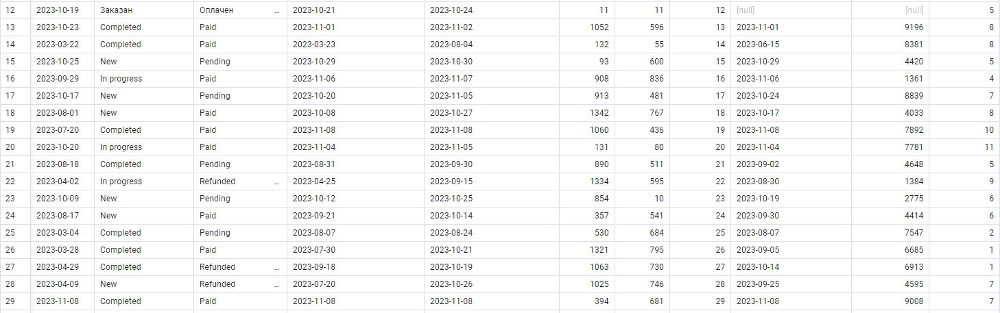 12 2023-10-19 Заказан Оплачен ... 2023-10-21 2023-10-24 11 11 12 [null] [null] 5
13 2023-10-23 Completed Paid 2023-11-01 2023-11-02 1052 596 13 2023-11-01 9196 8
14 2023-03-22 Completed Paid 2023-03-23 2023-08-04 132 55 14 2023-06-15 8381 8
15 2023-10-25 New Pending 2023-10-29 2023-10-30 93 600 15 2023-10-29 4420 5
16 2023-09-29 In progress Paid 2023-11-06 2023-11-07 908 836 16 2023-11-06 1361 4
17 2023-10-17 New Pending 2023-10-20 2023-11-05 913 481 17 2023-10-24 8839 7
18 2023-08-01 New Paid 2023-10-08 2023-10-27 1342 767 18 2023-10-17 4033 8
19 2023-07-20 Completed Paid 2023-11-08 2023-11-08 1060 436 19 2023-11-08 7892 10
20 2023-10-20 In progress Paid 2023-11-04 2023-11-05 131 80 20 2023-11-04 7781 11
21 2023-08-18 Completed Pending 2023-08-31 2023-09-30 890 511 21 2023-09-02 4648 5
22 2023-04-02 In progress Refunded ... 2023-04-25 2023-09-15 1334 595 22 2023-08-30 1384 9
23 2023-10-09 New Pending 2023-10-12 2023-10-25 854 10 23 2023-10-19 2775 6
24 2023-08-17 New Paid 2023-09-21 2023-10-14 357 541 24 2023-09-30 4414 6
25 2023-03-04 Completed Pending 2023-08-07 2023-08-24 530 684 25 2023-08-07 7547 2
26 2023-03-28 Completed Paid 2023-07-30 2023-10-21 1321 795 26 2023-09-05 6685 1
27 2023-04-29 Completed Refunded ... 2023-09-18 2023-10-19 1063 730 27 2023-10-14 6913 1
28 2023-04-09 New Refunded ... 2023-07-20 2023-10-26 1025 746 28 2023-09-25 4595 7
29 2023-11-08 Completed Paid 2023-11-08 2023-11-08 394 681 29 2023-11-08 9008 7